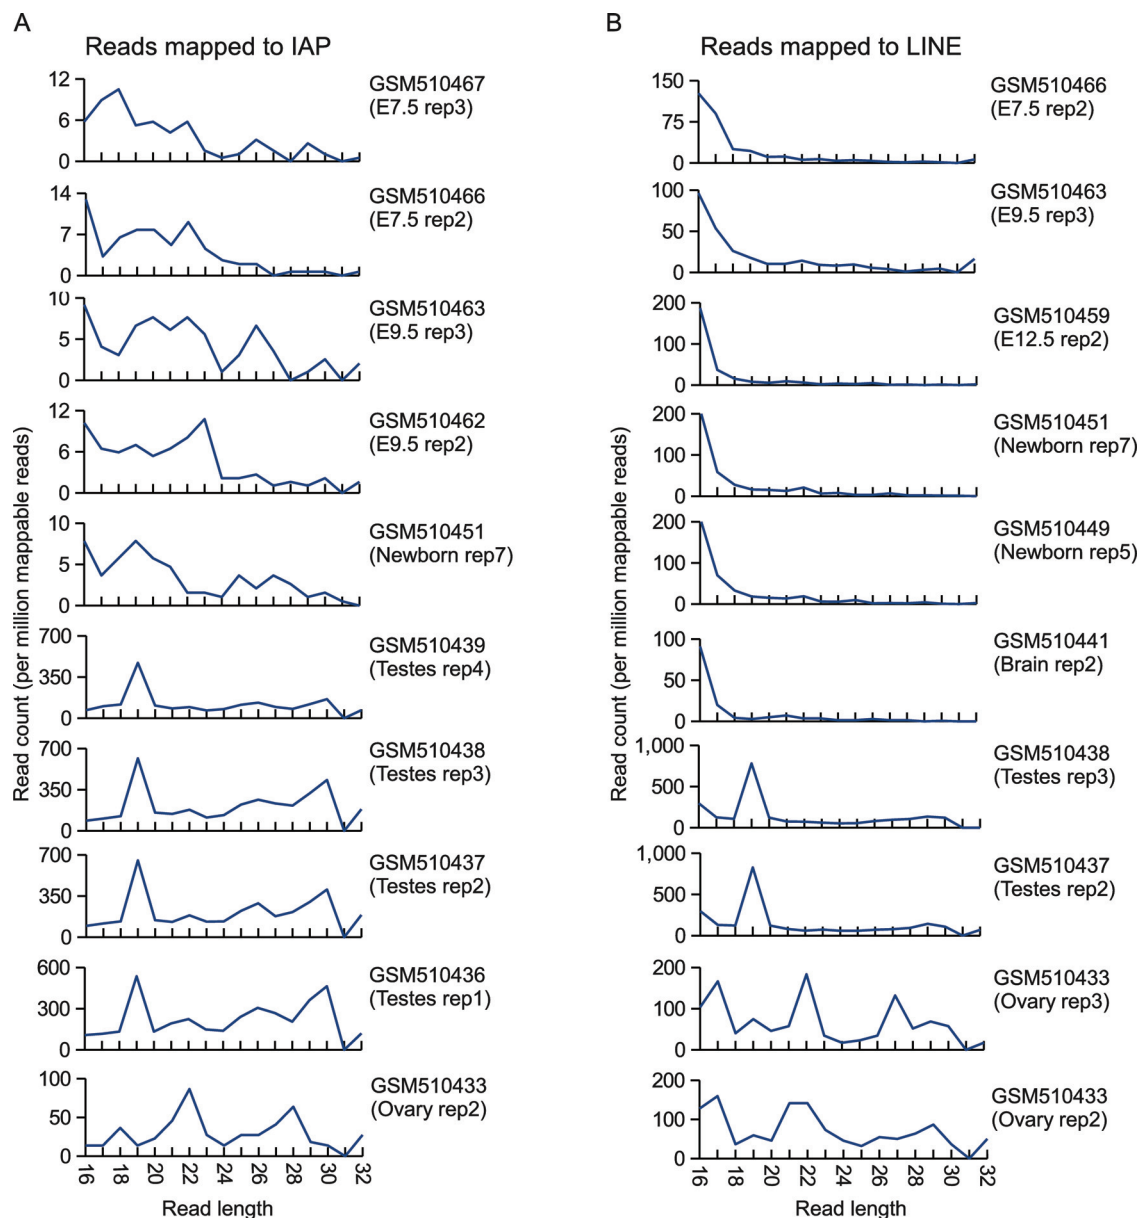 A
Reads mapped to IAP
Read count (per million mappable reads)
12
6
0
GSM510467
(E7.5 rep3)
14
7
0
GSM510466
(E7.5 rep2)
10
5
0
GSM510463
(E9.5 rep3)
12
6
0
GSM510462
(E9.5 rep2)
10
5
0
GSM510451
(Newborn rep7)
700
350
0
GSM510439
(Testes rep4)
700
350
0
GSM510438
(Testes rep3)
700
350
0
GSM510437
(Testes rep2)
600
300
0
GSM510436
(Testes rep1)
100
50
0
GSM510433
(Ovary rep2)
16 18 20 22 24 26 28 30 32
Read length
B
Reads mapped to LINE
Read count (per million mappable reads)
150
75
0
GSM510466
(E7.5 rep2)
100
50
0
GSM510463
(E9.5 rep3)
200
100
0
GSM510459
(E12.5 rep2)
200
100
0
GSM510451
(Newborn rep7)
200
100
0
GSM510449
(Newborn rep5)
100
50
0
GSM510441
(Brain rep2)
1,000
500
0
GSM510438
(Testes rep3)
1,000
500
0
GSM510437
(Testes rep2)
200
100
0
GSM510433
(Ovary rep3)
200
100
0
GSM510433
(Ovary rep2)
16 18 20 22 24 26 28 30 32
Read length